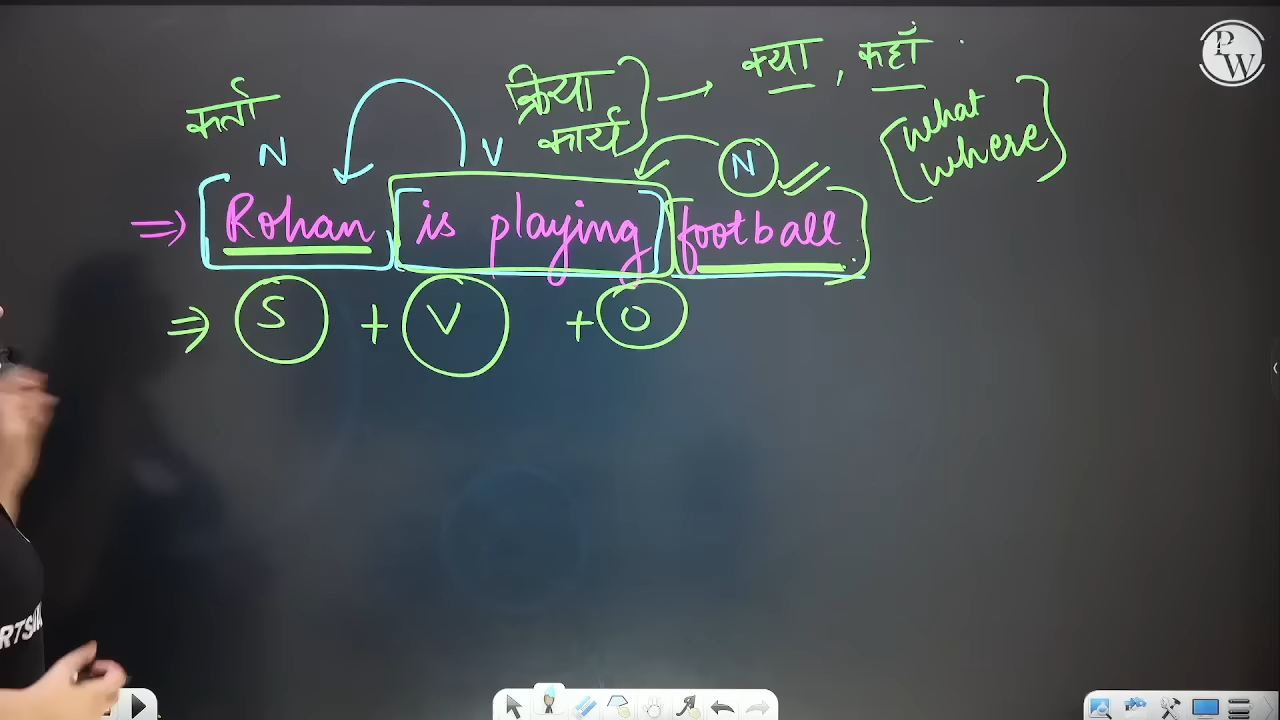 क्या, कहाँ
[what
where]
कर्ता
क्रिया
कार्य } →
N
V
N
⇒ Rohan is playing football
⇒ S + V + O
PW